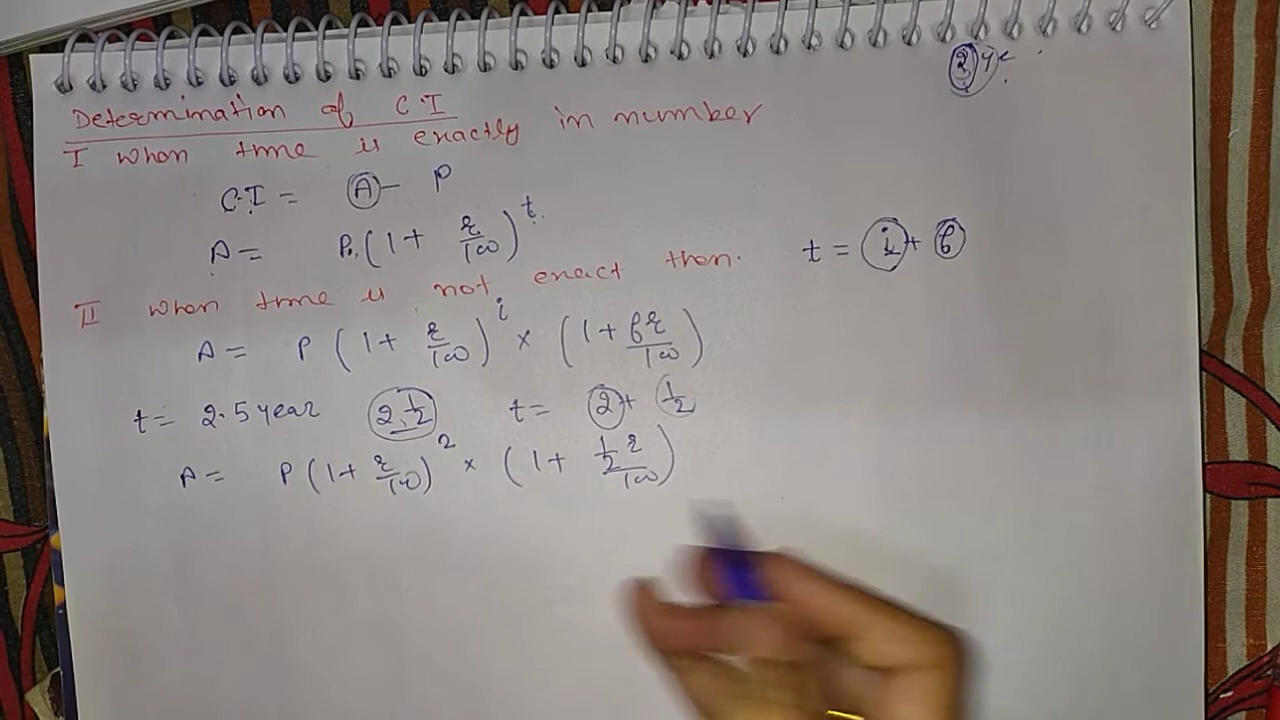 2 yr
Determination of C.I
I when time is exactly in number
C.I = A - P
A = P. (1 + r/100)^t
II when time is not exact then. t = i + f
A = P (1 + r/100)^i × (1 + fr/100)
t = 2.5 year 2 1/2 t = 2 + 1/2
A = P (1 + r/100)^2 × (1 + 1/2 r/100)